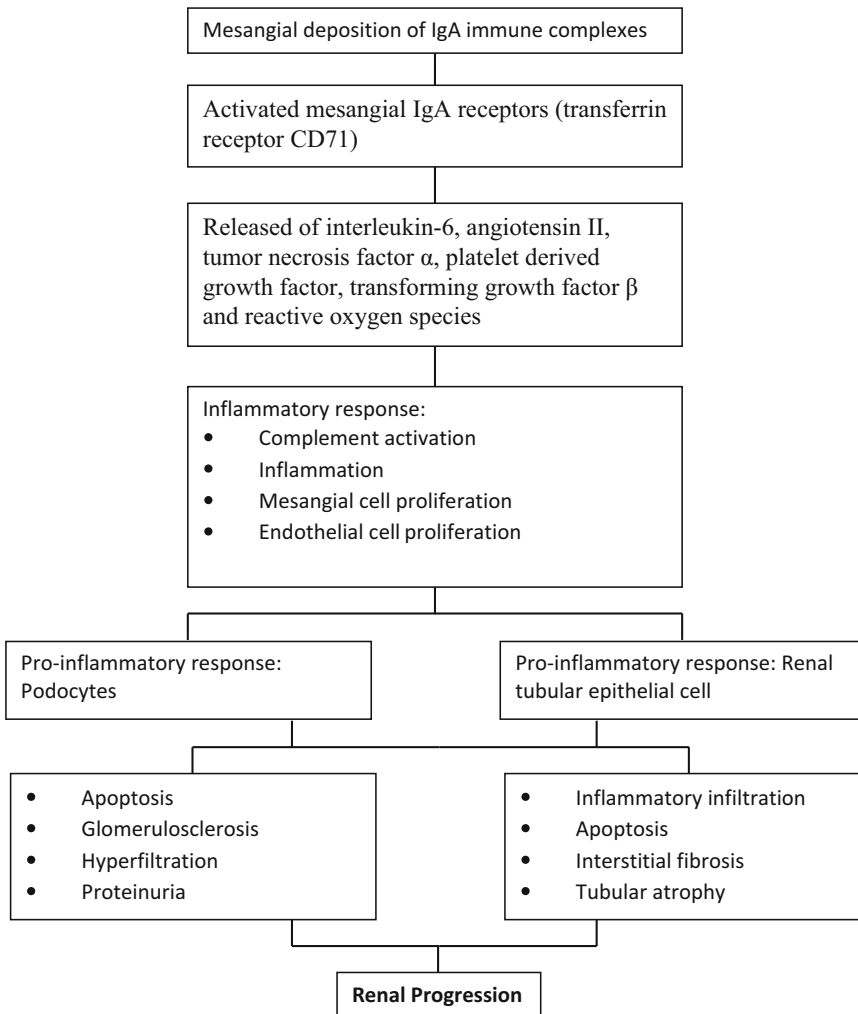 Mesangial deposition of IgA immune complexes
Activated mesangial IgA receptors (transferrin
receptor CD71)
Released of interleukin-6, angiotensin II,
tumor necrosis factor α, platelet derived
growth factor, transforming growth factor β
and reactive oxygen species
Inflammatory response:
• Complement activation
• Inflammation
• Mesangial cell proliferation
• Endothelial cell proliferation
Pro-inflammatory response:
Podocytes
Pro-inflammatory response: Renal
tubular epithelial cell
• Apoptosis
• Glomerulosclerosis
• Hyperfiltration
• Proteinuria
• Inflammatory infiltration
• Apoptosis
• Interstitial fibrosis
• Tubular atrophy
Renal Progression